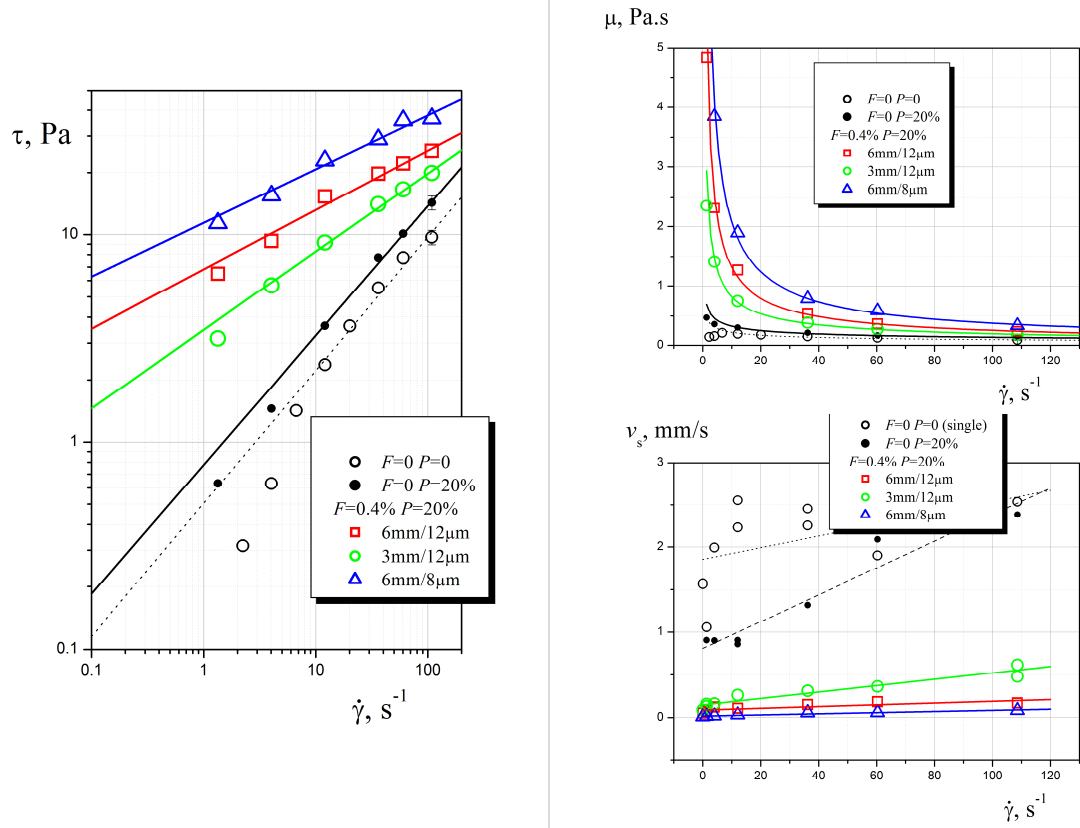 τ, Pa
10
1
0.1
0.1
1
10
100
γ̇, s⁻¹
F=0 P=0
F=0 P=20%
F=0.4% P=20%
6mm/12μm
3mm/12μm
6mm/8μm
μ, Pa.s
5
4
3
2
1
0
0
20
40
60
80
100
120
γ̇, s⁻¹
F=0 P=0
F=0 P=20%
F=0.4% P=20%
6mm/12μm
3mm/12μm
6mm/8μm
vₛ, mm/s
3
2
1
0
0
20
40
60
80
100
120
γ̇, s⁻¹
F=0 P=0 (single)
F=0 P=20%
F=0.4% P=20%
6mm/12μm
3mm/12μm
6mm/8μm